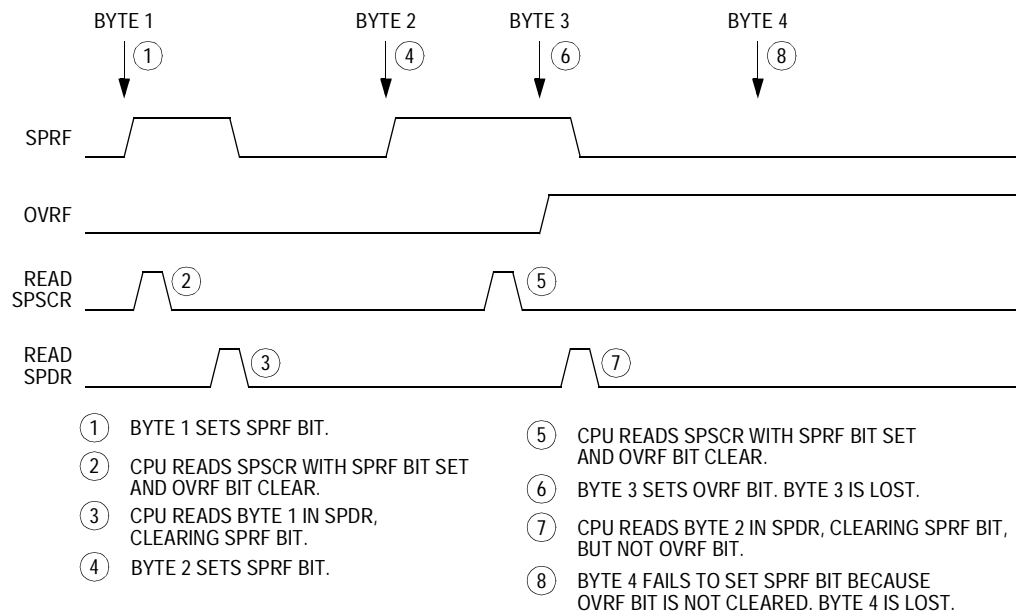 BYTE 1 BYTE 2 BYTE 3 BYTE 4
1 4 6 8
SPRF
OVRF
READ
SPSCR
2 5
READ
SPDR
3 7
1 BYTE 1 SETS SPRF BIT.
2 CPU READS SPSCR WITH SPRF BIT SET
AND OVRF BIT CLEAR.
3 CPU READS BYTE 1 IN SPDR,
CLEARING SPRF BIT.
4 BYTE 2 SETS SPRF BIT.
5 CPU READS SPSCR WITH SPRF BIT SET
AND OVRF BIT CLEAR.
6 BYTE 3 SETS OVRF BIT. BYTE 3 IS LOST.
7 CPU READS BYTE 2 IN SPDR, CLEARING SPRF BIT,
BUT NOT OVRF BIT.
8 BYTE 4 FAILS TO SET SPRF BIT BECAUSE
OVRF BIT IS NOT CLEARED. BYTE 4 IS LOST.